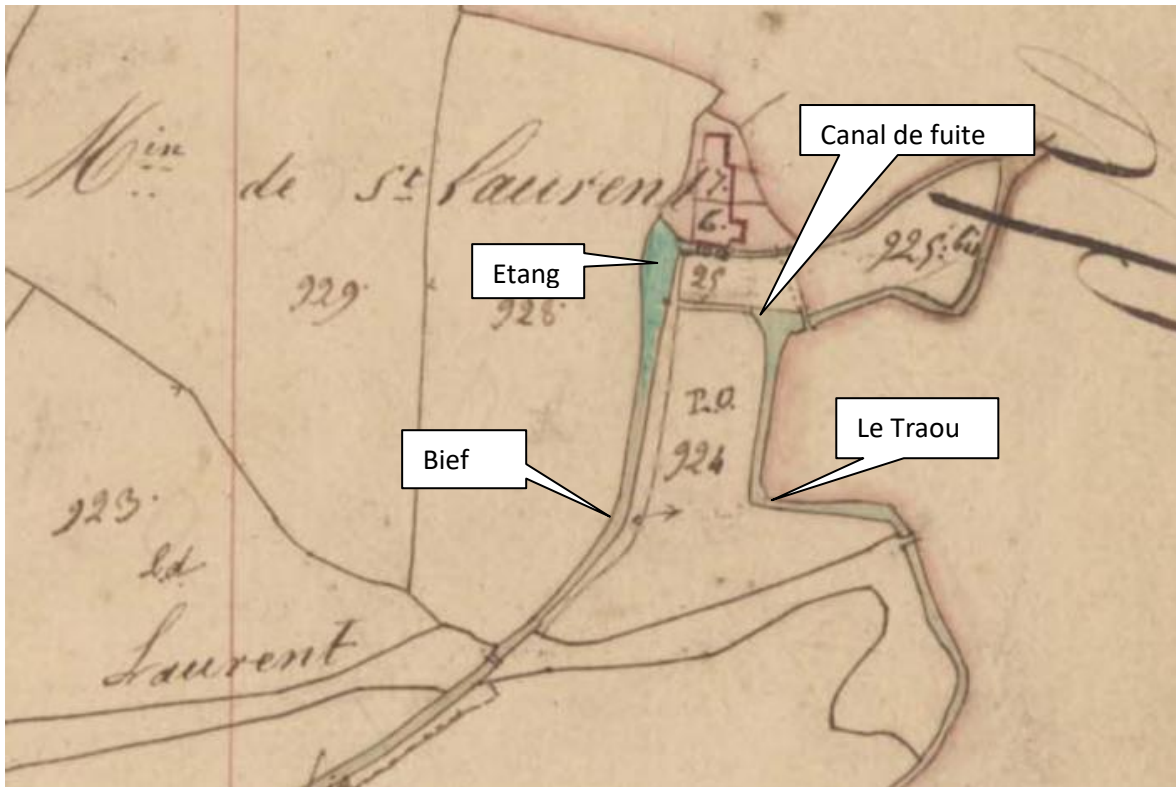 Canal de fuite
Min de St Laurent
17.
6.
925. bis
Etang
25
929.
928.
P.O.
924
Le Traou
Bief
923.
Ld
Laurent